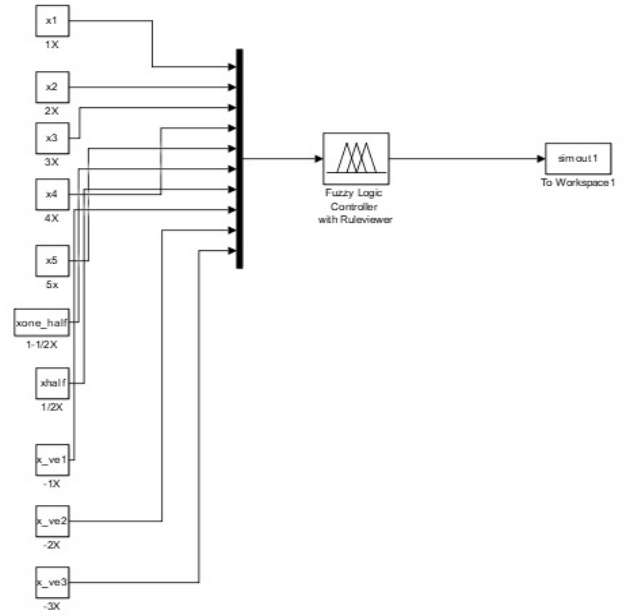 x1
1X
x2
2X
x3
3X
x4
4X
x5
5x
xone_half
1-1/2X
xhalf
1/2X
x_ve1
-1X
x_ve2
-2X
x_ve3
-3X
Fuzzy Logic
Controller
with Ruleviewer
simout1
To Workspace1